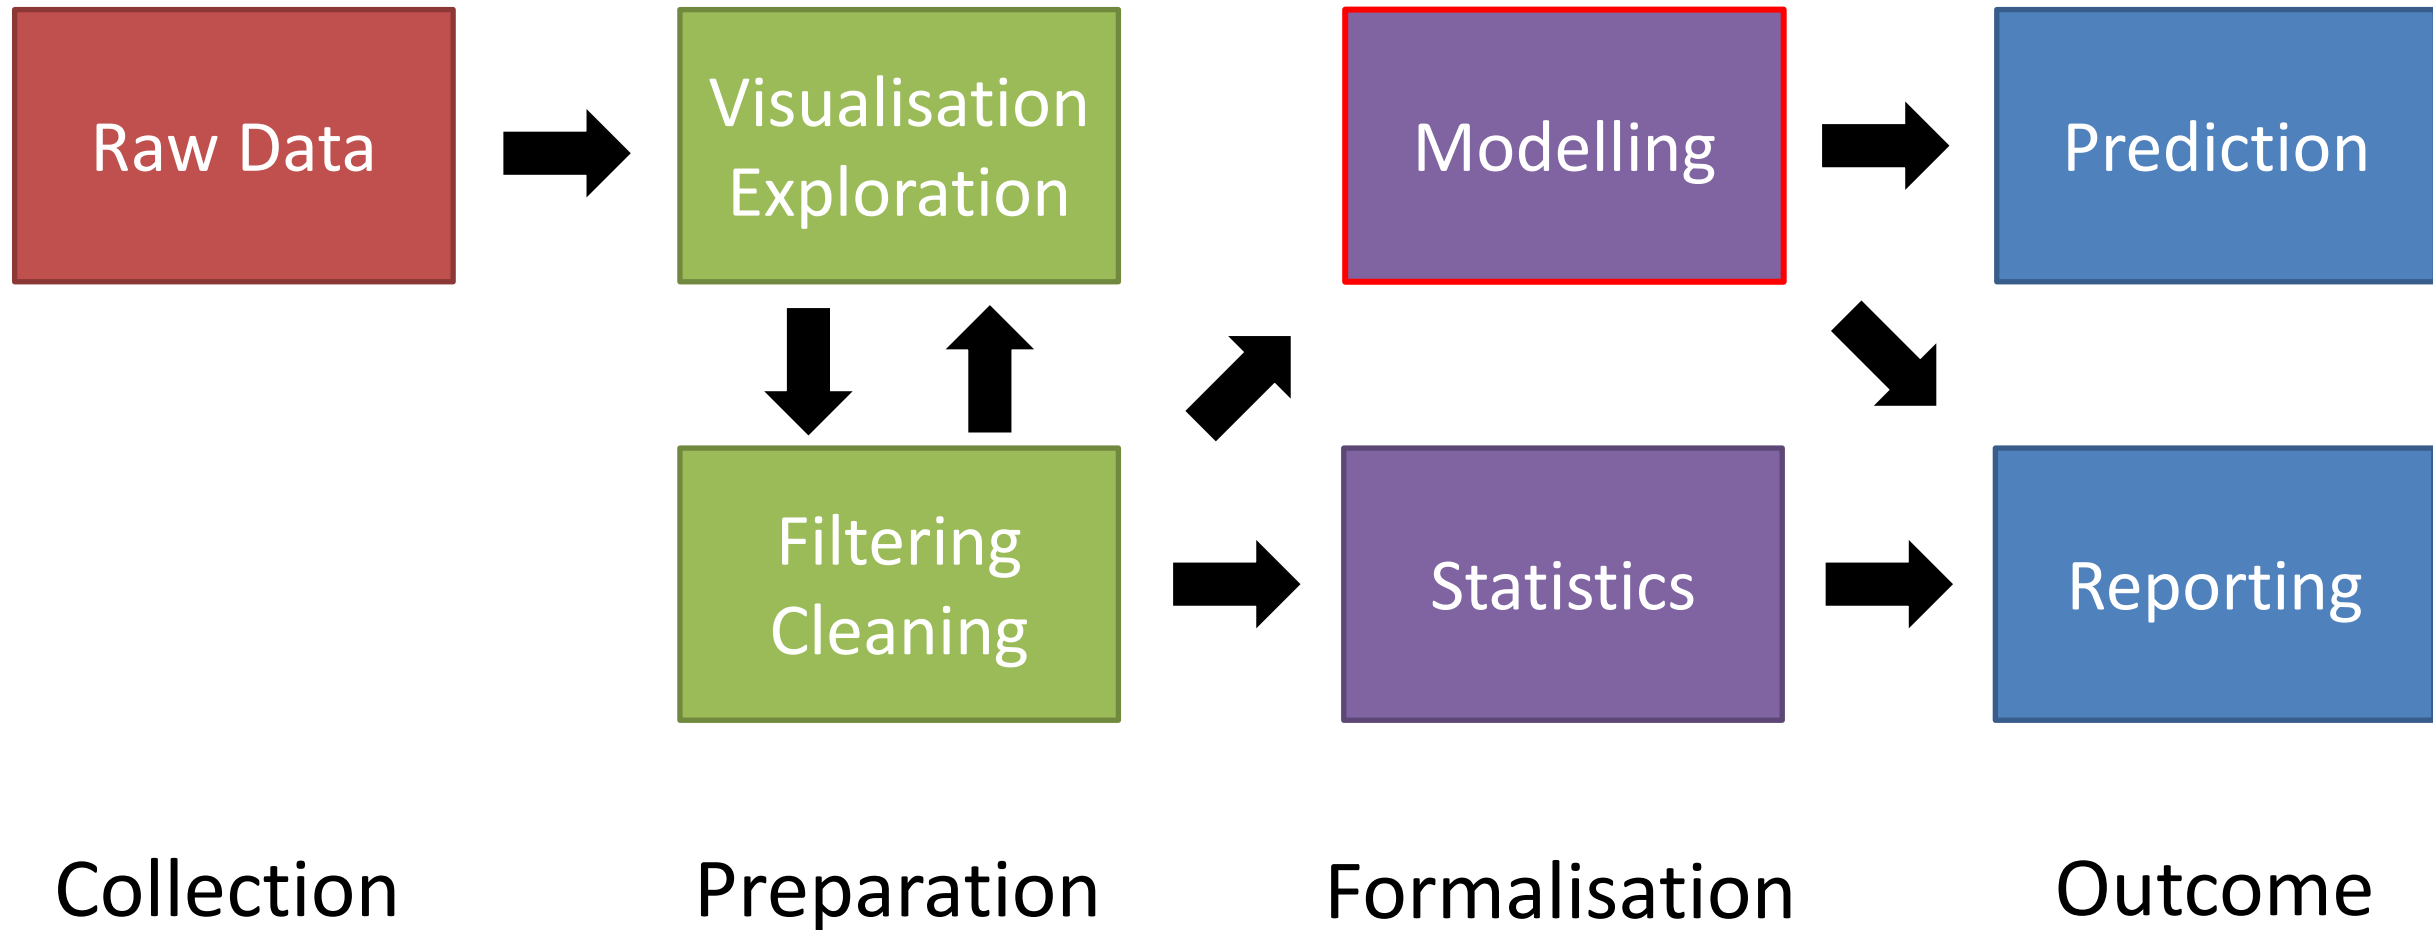 Raw Data
Visualisation
Exploration
Modelling
Prediction
Filtering
Cleaning
Statistics
Reporting
Collection
Preparation
Formalisation
Outcome